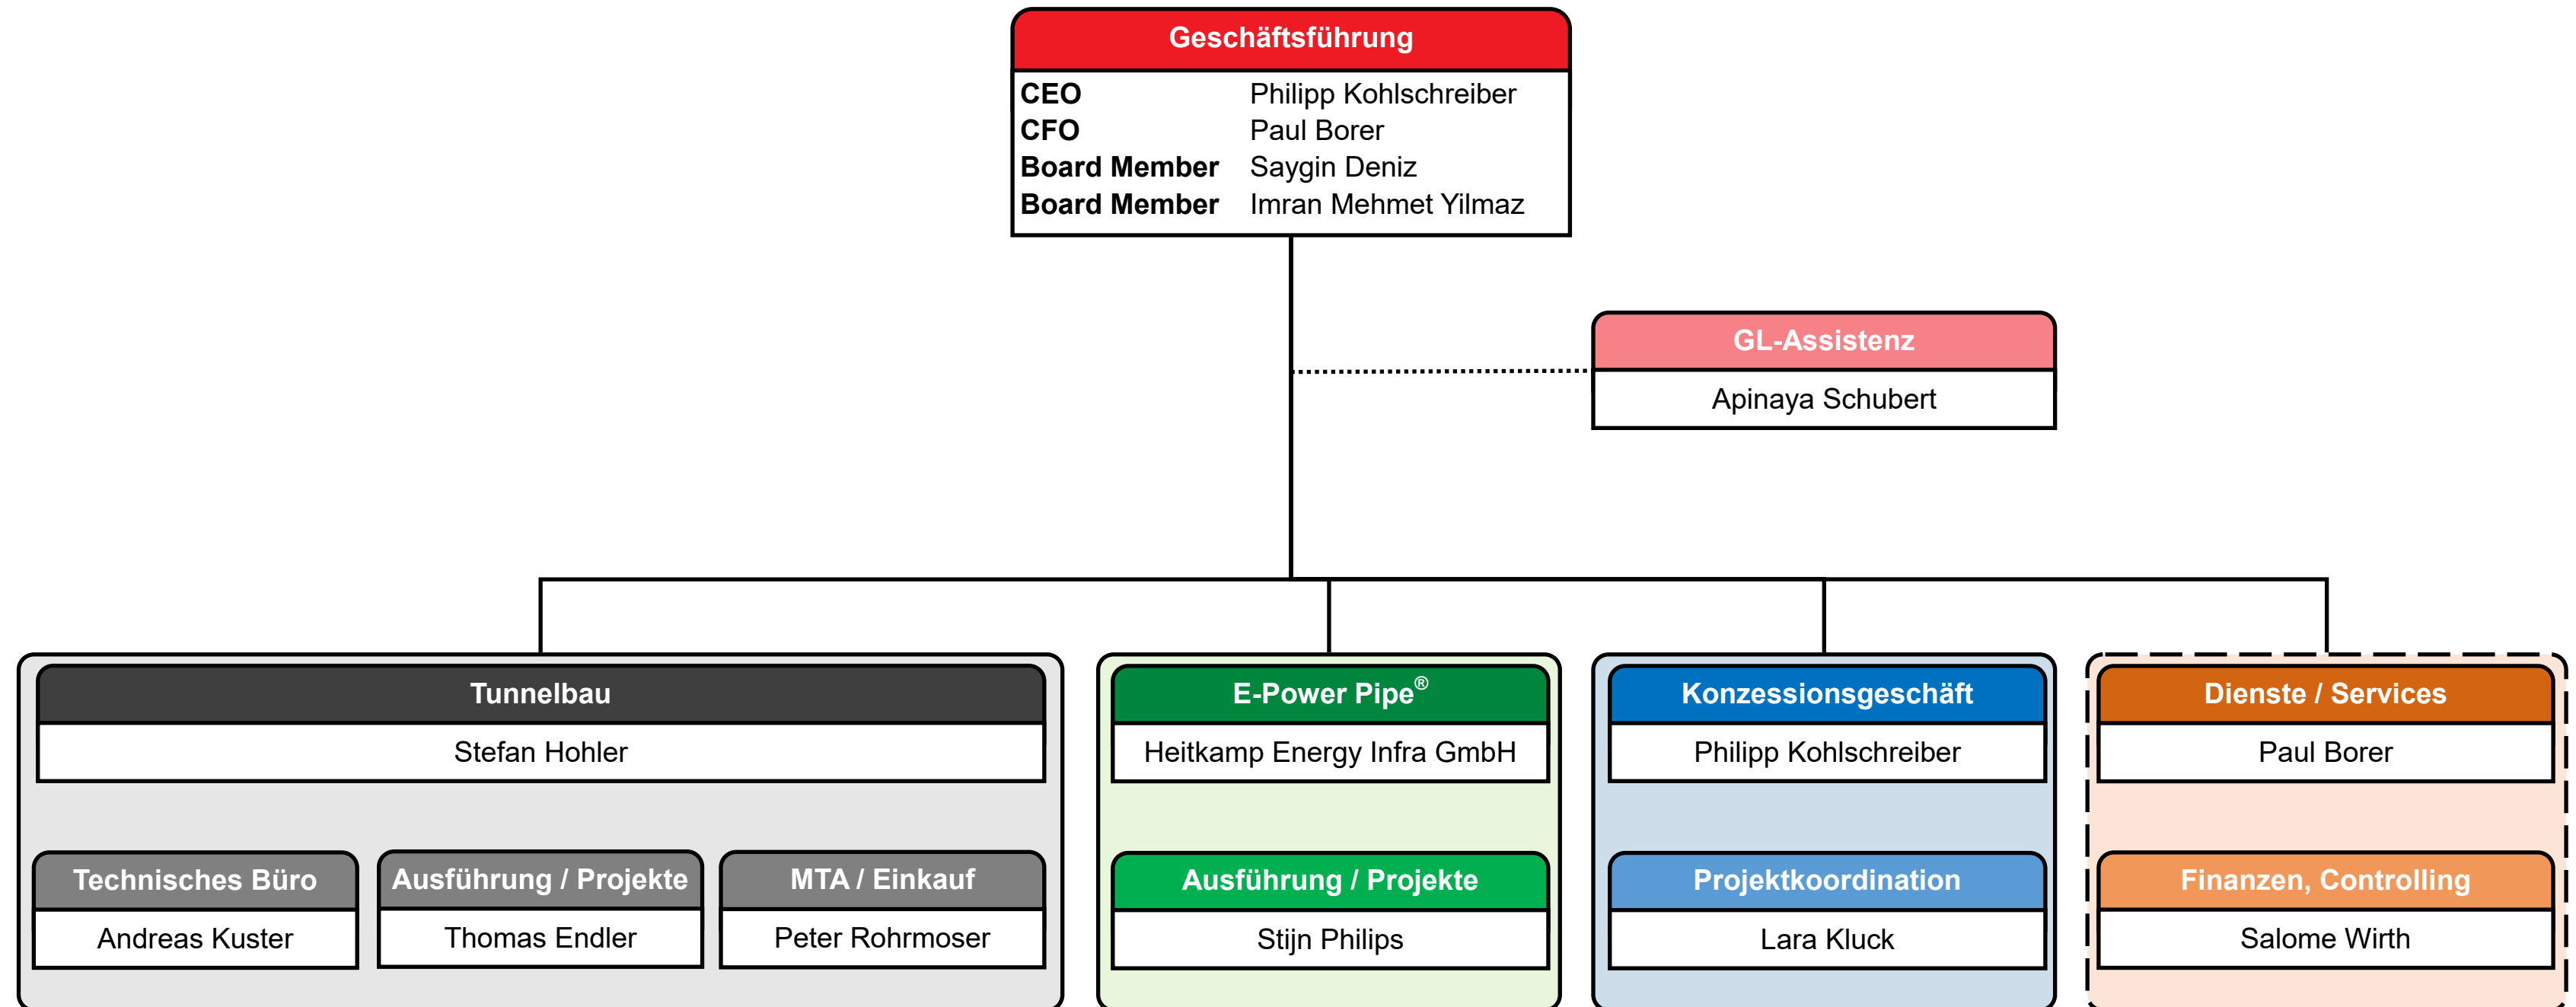 Geschäftsführung
CEO Philipp Kohlschreiber
CFO Paul Borer
Board Member Saygin Deniz
Board Member Imran Mehmet Yilmaz
GL-Assistenz
Apinaya Schubert
Tunnelbau
Stefan Hohler
Technisches Büro
Andreas Kuster
Ausführung / Projekte
Thomas Endler
MTA / Einkauf
Peter Rohrmoser
E-Power Pipe®
Heitkamp Energy Infra GmbH
Ausführung / Projekte
Stijn Philips
Konzessionsgeschäft
Philipp Kohlschreiber
Projektkoordination
Lara Kluck
Dienste / Services
Paul Borer
Finanzen, Controlling
Salome Wirth